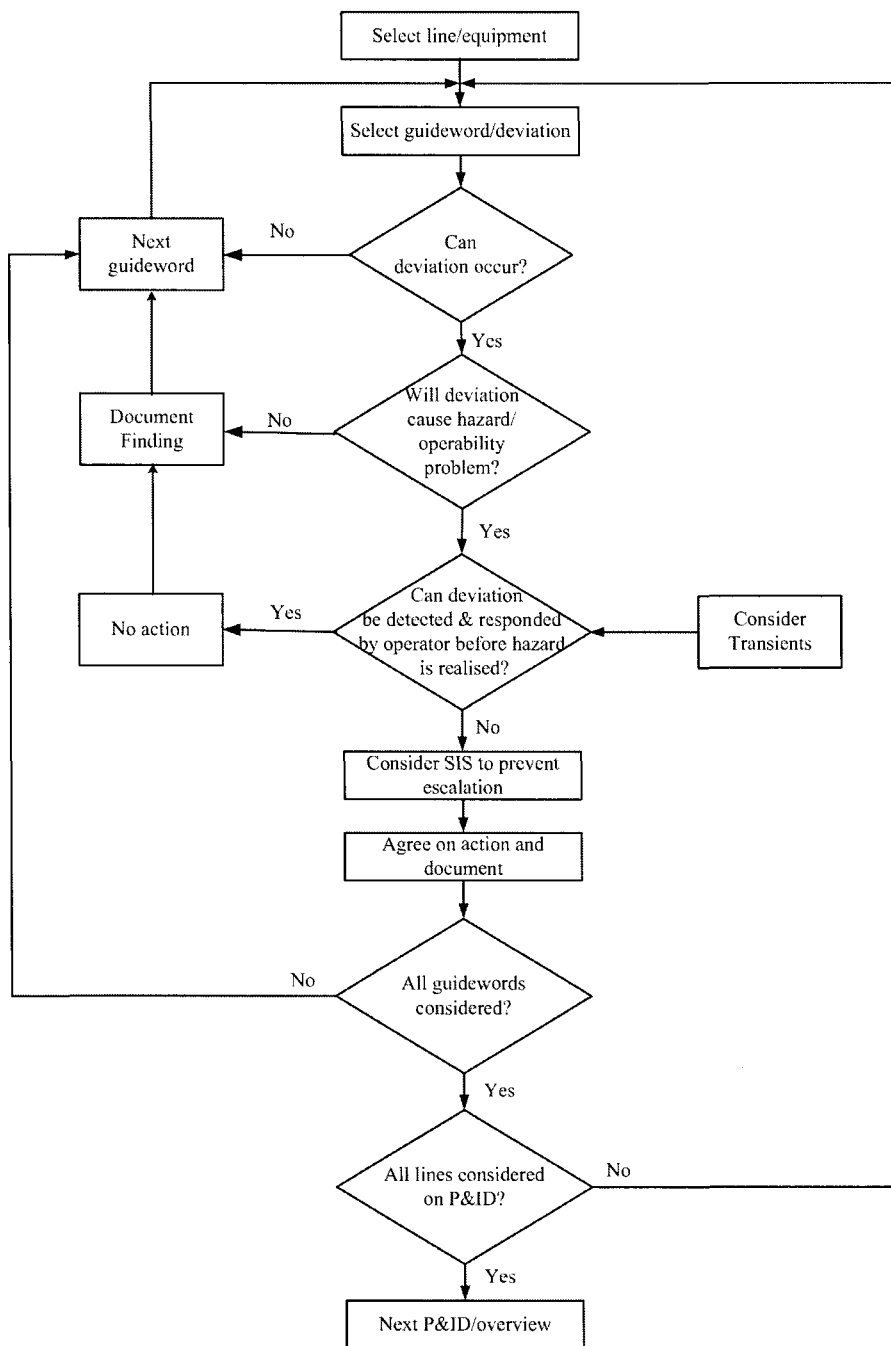 Select line/equipment
Select guideword/deviation
No
Next
guideword
Can
deviation occur?
Yes
Document
Finding
No
Will deviation
cause hazard/
operability
problem?
Yes
No action
Yes
Can deviation
be detected & responded
by operator before hazard
is realised?
Consider
Transients
No
Consider SIS to prevent
escalation
Agree on action and
document
No
All guidewords
considered?
Yes
All lines considered
on P&ID?
No
Yes
Next P&ID/overview